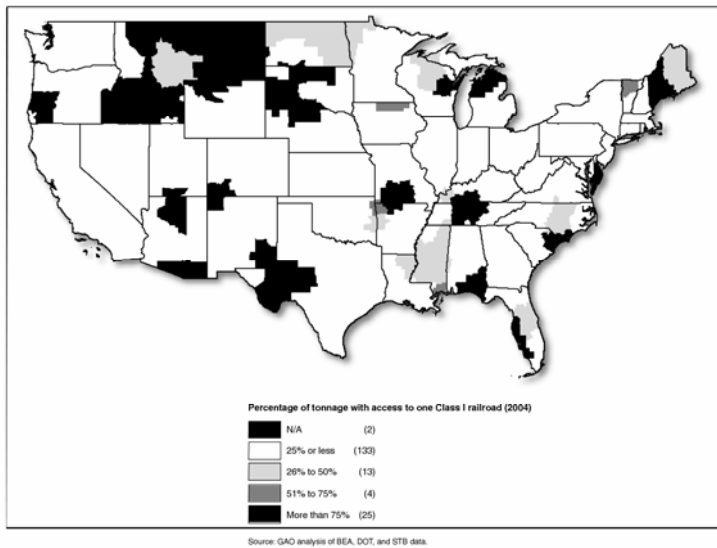 Percentage of tonnage with access to one Class I railroad (2004)
N/A (2)
25% or less (133)
26% to 50% (13)
51% to 75% (4)
More than 75% (25)
Source: GAO analysis of BEA, DOT, and STB data.